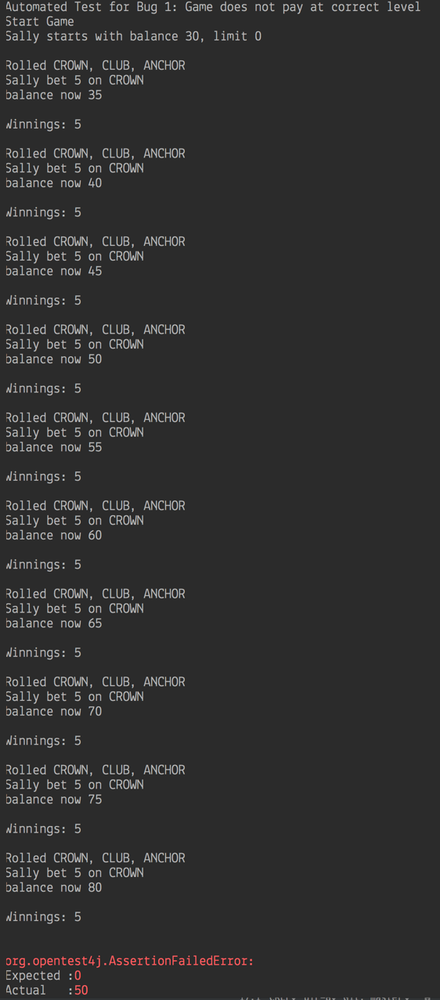 Automated Test for Bug 1: Game does not pay at correct level
Start Game
Sally starts with balance 30, limit 0
Rolled CROWN, CLUB, ANCHOR
Sally bet 5 on CROWN
balance now 35
Winnings: 5
Rolled CROWN, CLUB, ANCHOR
Sally bet 5 on CROWN
balance now 40
Winnings: 5
Rolled CROWN, CLUB, ANCHOR
Sally bet 5 on CROWN
balance now 45
Winnings: 5
Rolled CROWN, CLUB, ANCHOR
Sally bet 5 on CROWN
balance now 50
Winnings: 5
Rolled CROWN, CLUB, ANCHOR
Sally bet 5 on CROWN
balance now 55
Winnings: 5
Rolled CROWN, CLUB, ANCHOR
Sally bet 5 on CROWN
balance now 60
Winnings: 5
Rolled CROWN, CLUB, ANCHOR
Sally bet 5 on CROWN
balance now 65
Winnings: 5
Rolled CROWN, CLUB, ANCHOR
Sally bet 5 on CROWN
balance now 70
Winnings: 5
Rolled CROWN, CLUB, ANCHOR
Sally bet 5 on CROWN
balance now 75
Winnings: 5
Rolled CROWN, CLUB, ANCHOR
Sally bet 5 on CROWN
balance now 80
Winnings: 5
org.opentest4j.AssertionFailedError:
Expected :0
Actual   :50